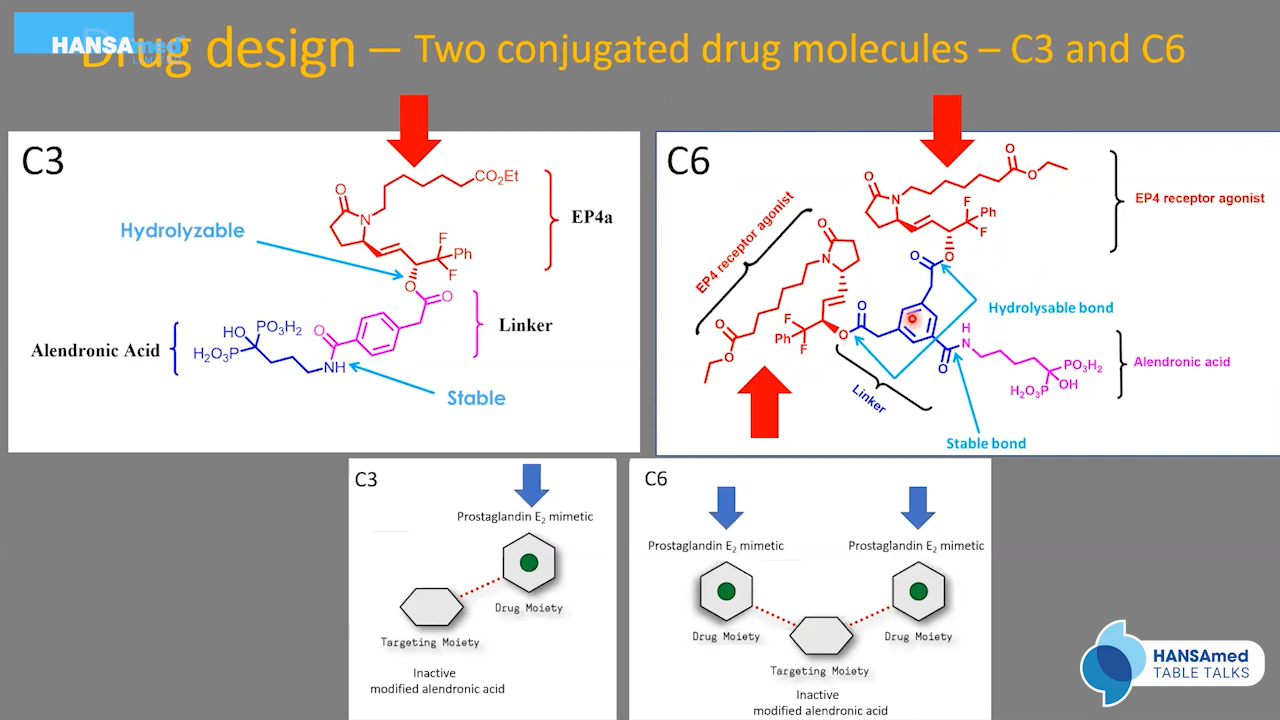 HANSAmed
LIMITED
Drug design – Two conjugated drug molecules – C3 and C6
C3
O
CO₂Et
N
EP4a
Hydrolyzable
F
Ph
F
O
O
Linker
HO
PO₃H₂
O
Alendronic Acid
H₂O₃P
NH
Stable
C6
O
O
O
N
F
Ph
F
EP4 receptor agonist
EP4 receptor agonist
O
N
O
O
Hydrolysable bond
O
F
Ph
F
O
O
O
H
N
O
PO₃H₂
OH
H₂O₃P
Alendronic acid
Linker
Stable bond
C3
Prostaglandin E₂ mimetic
Drug Moiety
Targeting Moiety
Inactive
modified alendronic acid
C6
Prostaglandin E₂ mimetic
Prostaglandin E₂ mimetic
Drug Moiety
Drug Moiety
Targeting Moiety
Inactive
modified alendronic acid
HANSAmed
TABLE TALKS